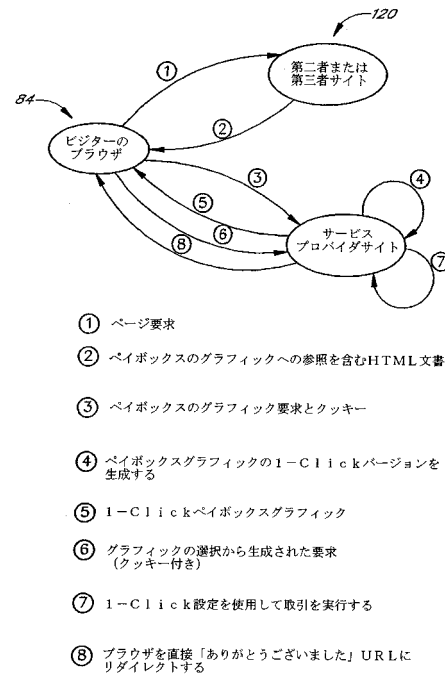 120
①
第二者または
第三者サイト
84
②
ビジターの
ブラウザ
③
④
⑤
⑥
サービス
プロバイダサイト
⑧
⑦
① ページ要求
② ペイボックスのグラフィックへの参照を含むHTML文書
③ ペイボックスのグラフィック要求とクッキー
④ ペイボックスグラフィックの1－Clickバージョンを
生成する
⑤ 1－Clickペイボックスグラフィック
⑥ グラフィックの選択から生成された要求
(クッキー付き)
⑦ 1－Click設定を使用して取引を実行する
⑧ ブラウザを直接「ありがとうございました」URLに
リダイレクトする